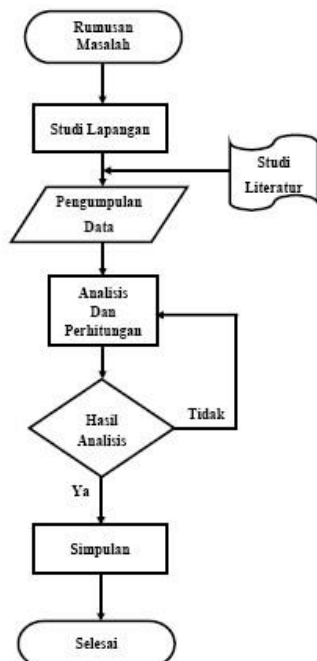 Rumusan
Masalah
Studi Lapangan
Studi
Literatur
Pengumpulan
Data
Analisis
Dan
Perhitungan
Hasil
Analisis
Tidak
Ya
Simpulan
Selesai